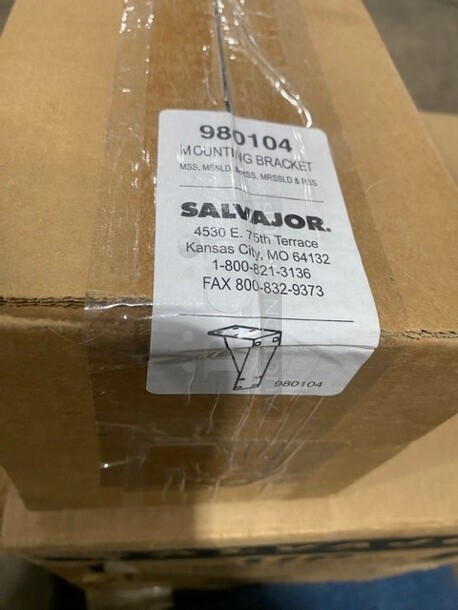 980104
MOUNTING BRACKET
MSS, MSSLD, MRSS, MRSSLD & RSS
SALVAJOR.
4530 E. 75th Terrace
Kansas City, MO 64132
1-800-821-3136
FAX 800-832-9373
980104